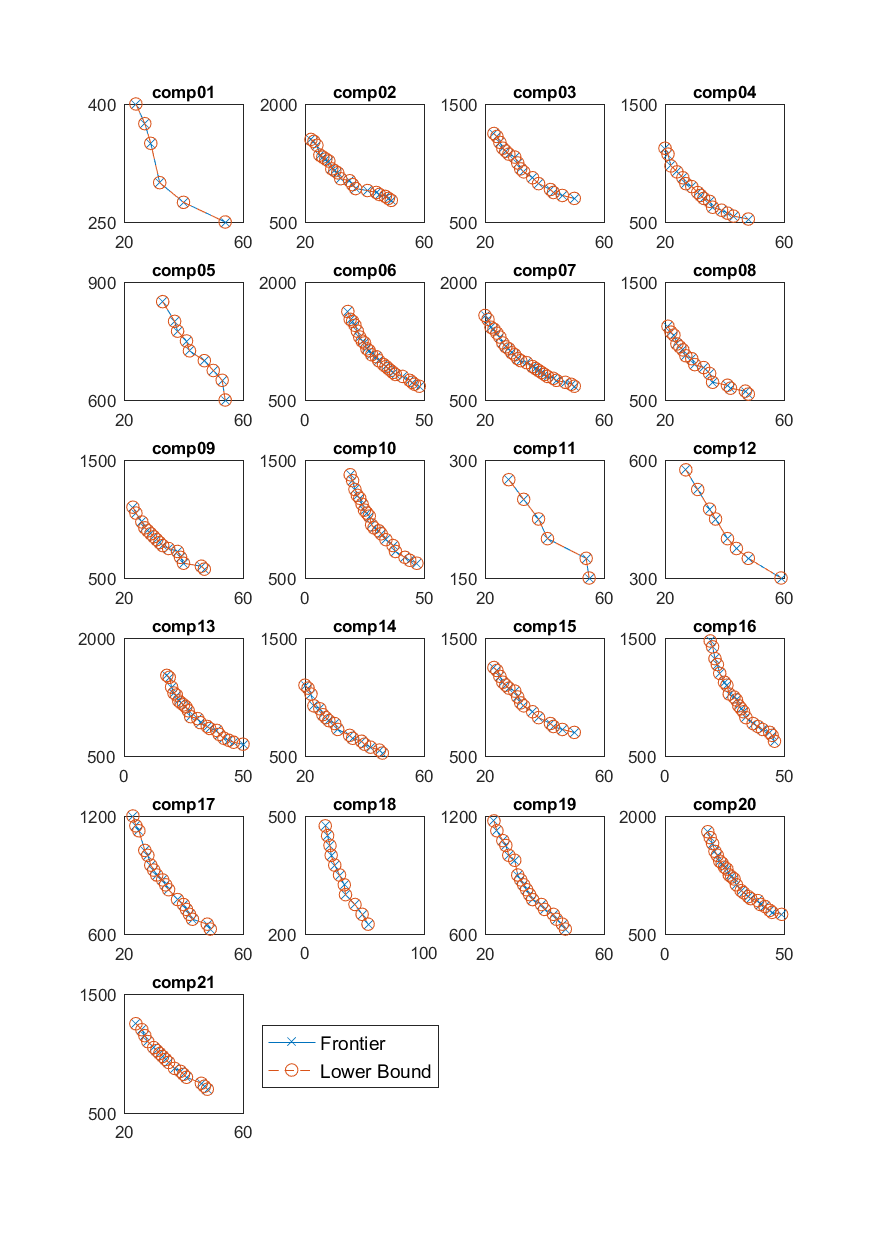 comp01 comp02 comp03 comp04
400 2000 1500 1500
250 500 500 500
20 60 20 60 20 60 20 60
comp05 comp06 comp07 comp08
900 2000 2000 1500
600 500 500 500
20 60 0 50 20 60 20 60
comp09 comp10 comp11 comp12
1500 1500 300 600
500 500 150 300
20 60 0 50 20 60 20 60
comp13 comp14 comp15 comp16
2000 1500 1500 1500
500 500 500 500
0 50 20 60 20 60 0 50
comp17 comp18 comp19 comp20
1200 500 1200 2000
600 200 600 500
20 60 0 100 20 60 0 50
comp21
1500
500
20 60
Frontier
Lower Bound